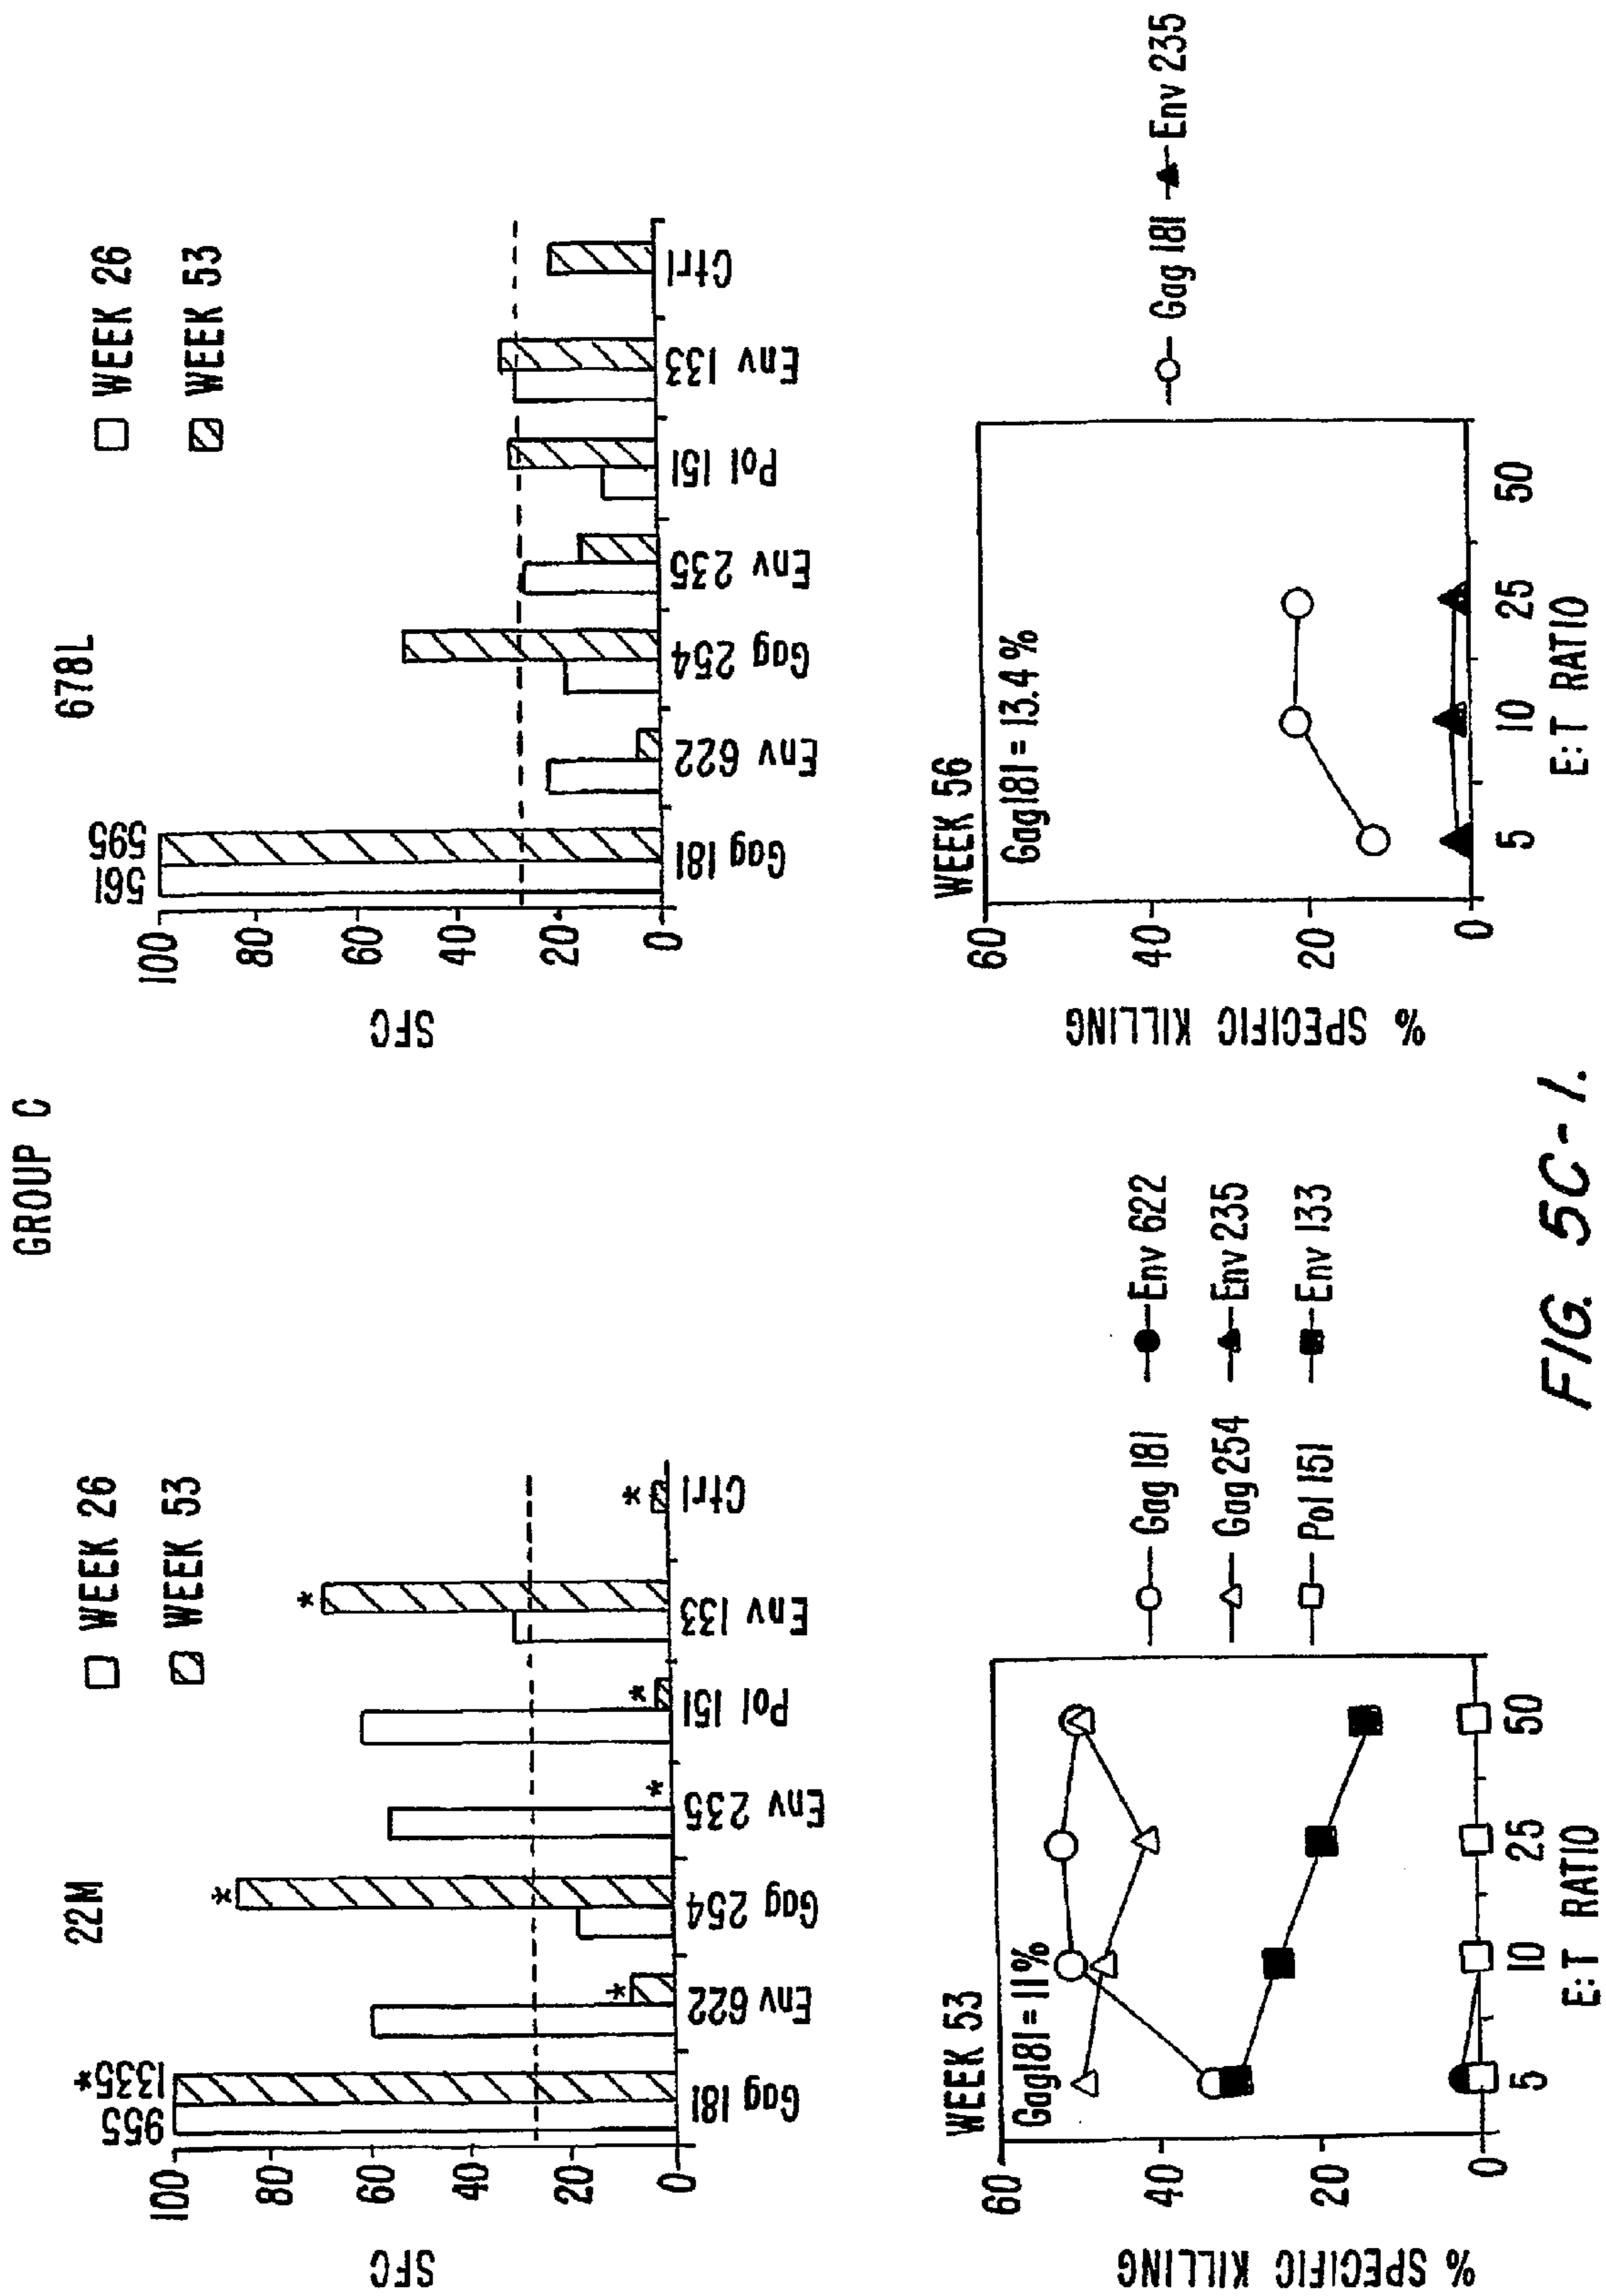 GROUP C
22M
□ WEEK 26
▨ WEEK 53
SFC
100
80
60
40
20
0
955
1335*
*
*
*
*
*
*
Gag 181
Env 622
Gag 254
Env 235
Pol 151
Env 133
Ctrl
678L
□ WEEK 26
▨ WEEK 53
SFC
100
80
60
40
20
0
561
595
Gag 181
Env 622
Gag 254
Env 235
Pol 151
Env 133
Ctrl
WEEK 53
Gag181 = 11%
% SPECIFIC KILLING
60
40
20
0
5
10
25
50
E:T RATIO
Gag 181
Env 622
Gag 254
Env 235
Pol 151
Env 133
WEEK 56
Gag181 = 13.4 %
% SPECIFIC KILLING
60
40
20
0
5
10
25
50
E:T RATIO
Gag 181
Env 235
FIG. 5C-1.